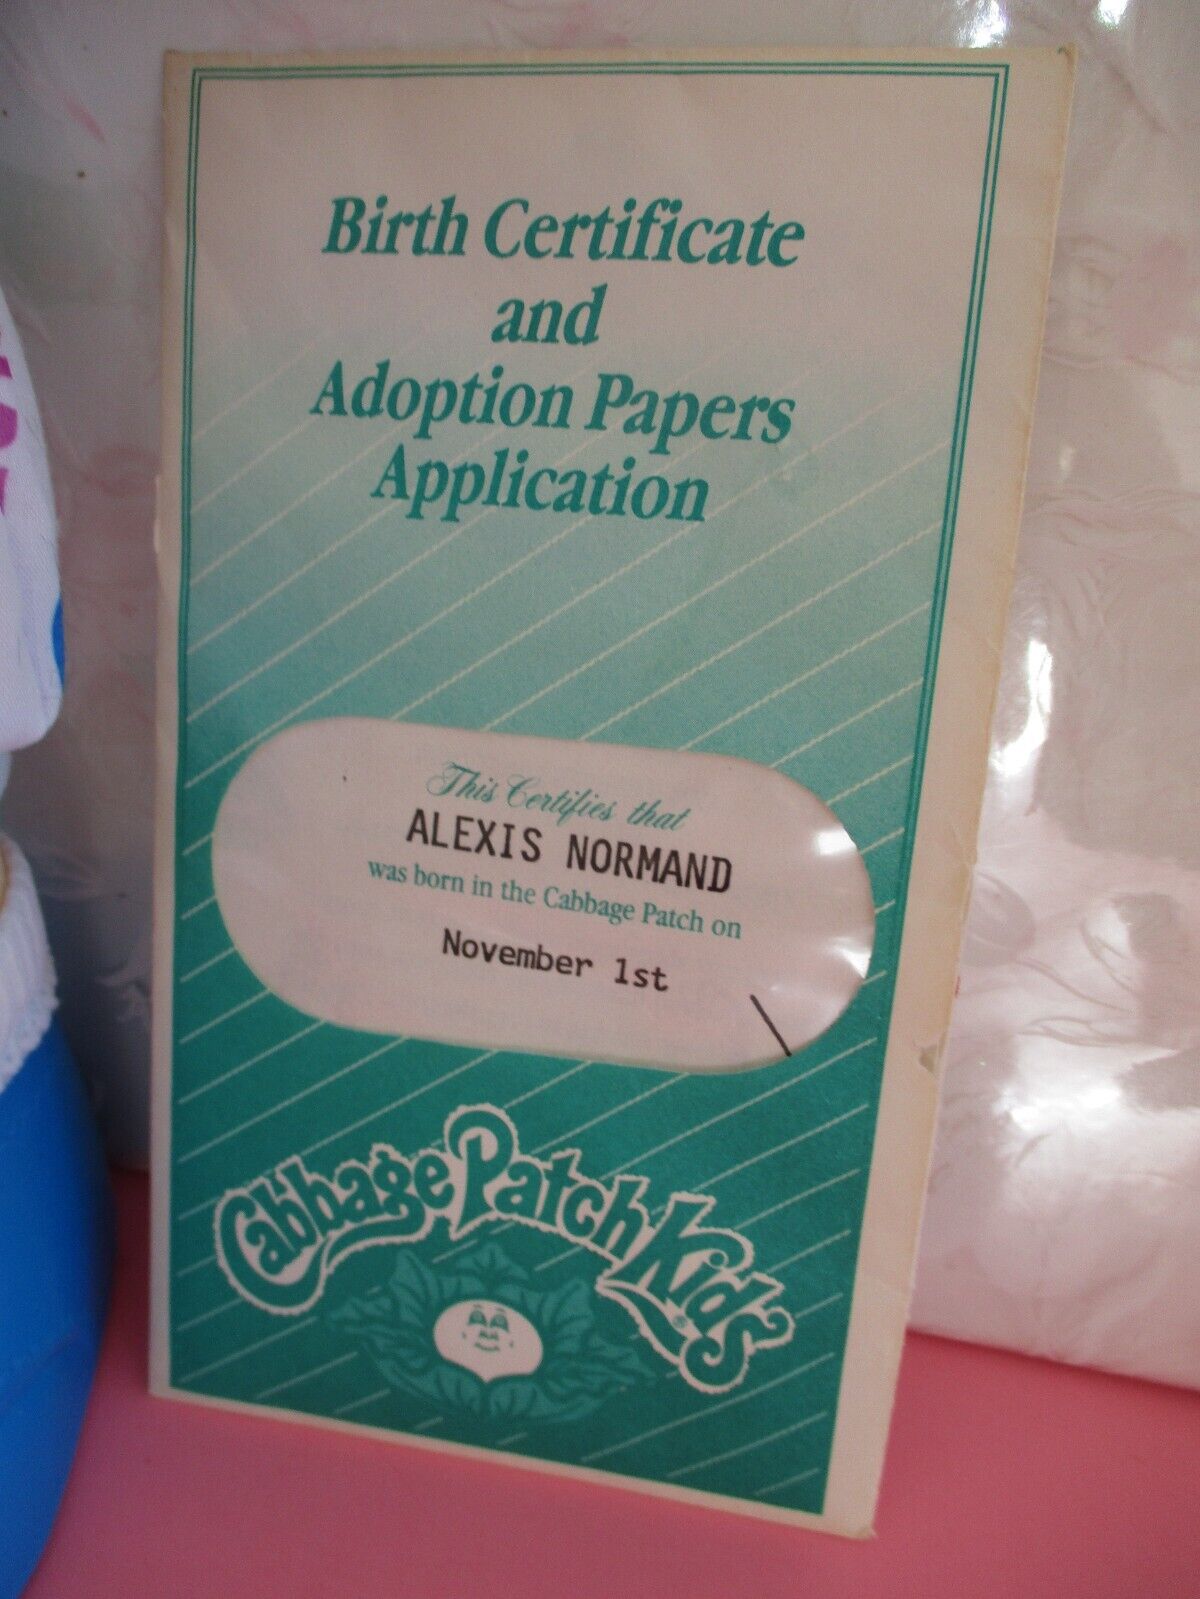 Birth Certificate
and
Adoption Papers
Application
This Certifies that
ALEXIS NORMAND
was born in the Cabbage Patch on
November 1st
Cabbage Patch Kids®